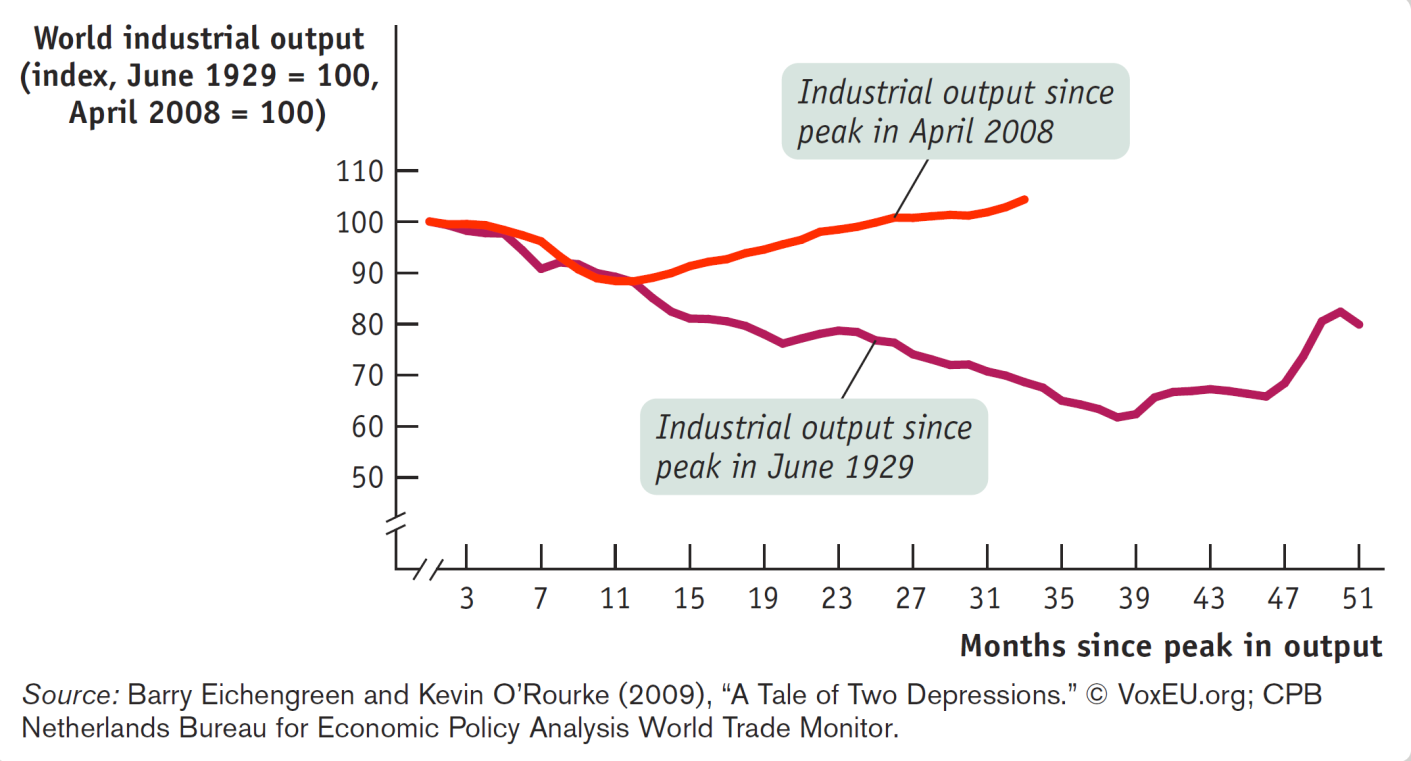 World industrial output
(index, June 1929 = 100,
April 2008 = 100)
Industrial output since
peak in April 2008
110
100
90
80
70
60
50
Industrial output since
peak in June 1929
3 7 11 15 19 23 27 31 35 39 43 47 51
Months since peak in output
Source: Barry Eichengreen and Kevin O’Rourke (2009), “A Tale of Two Depressions.” © VoxEU.org; CPB
Netherlands Bureau for Economic Policy Analysis World Trade Monitor.